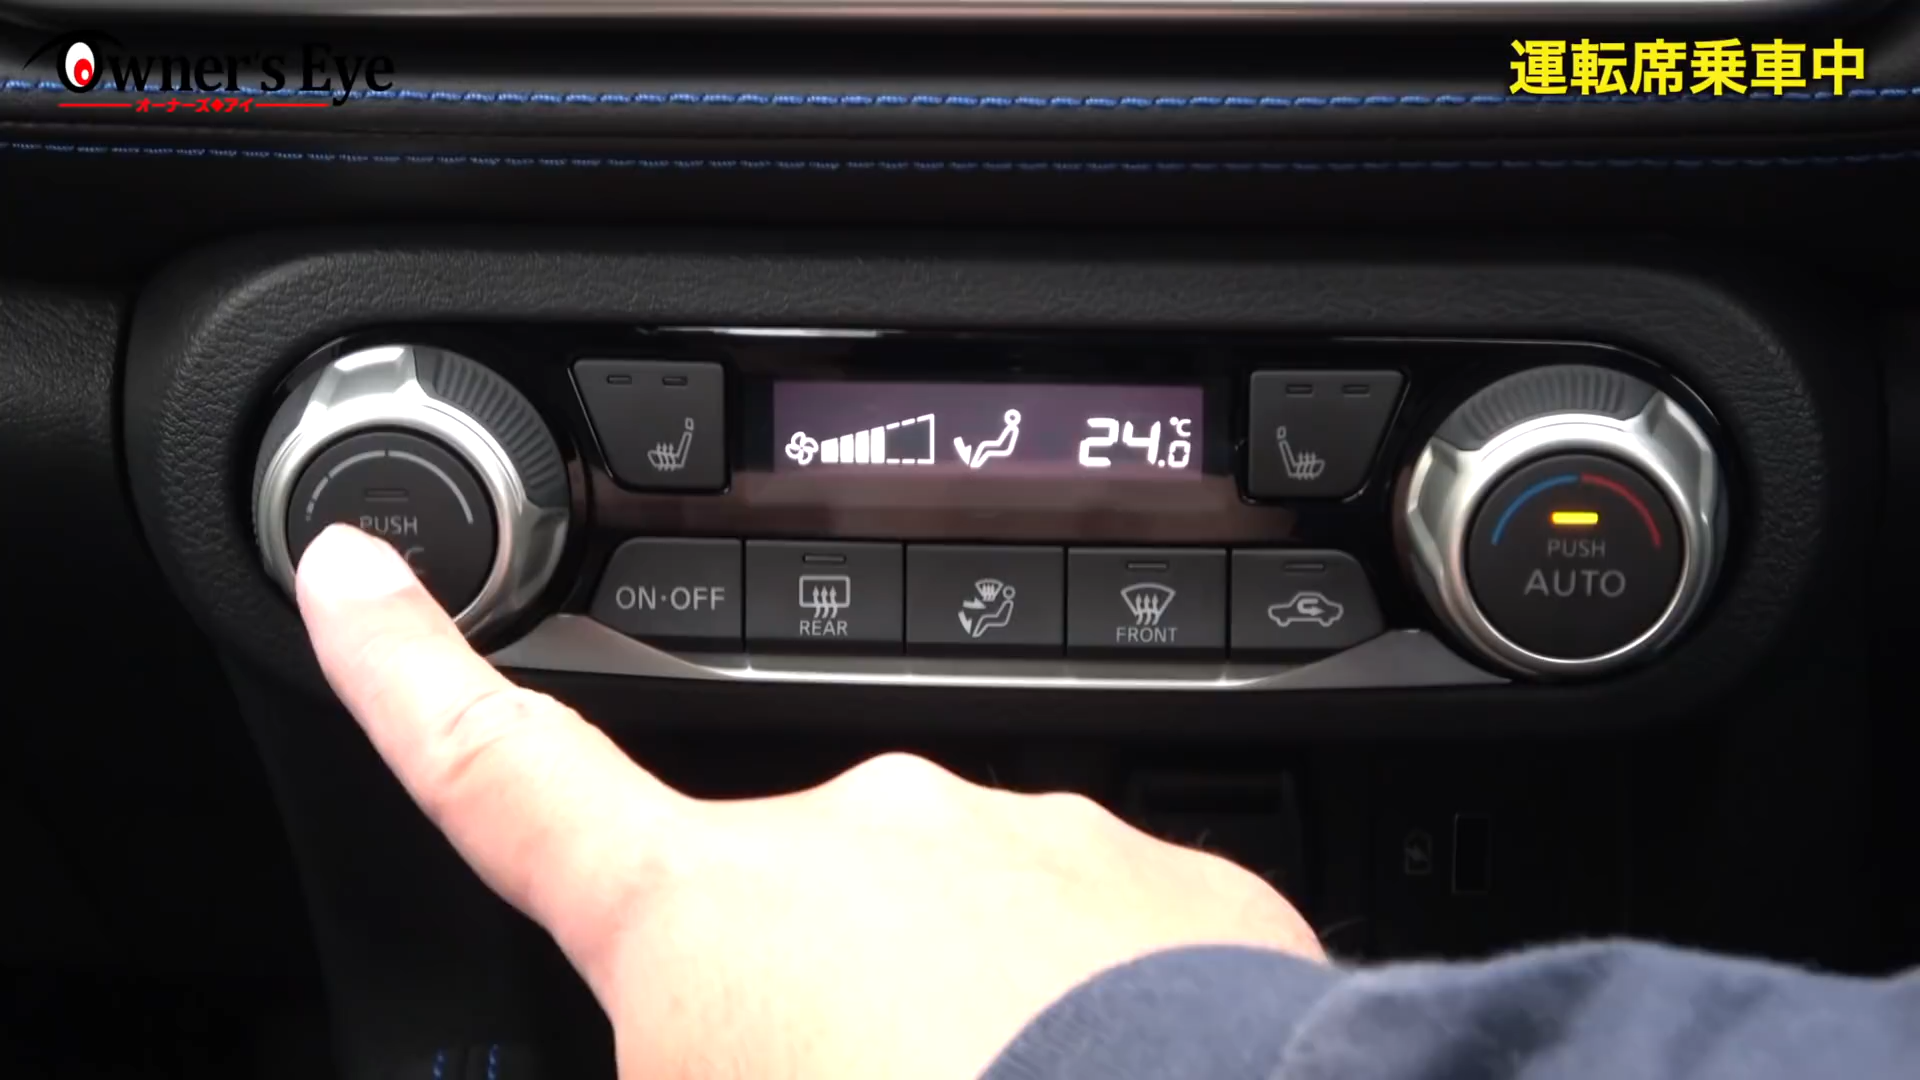 Owner's Eye
オーナーズ◆アイ
運転席乗車中
24.0℃
PUSH
PUSH
AUTO
ON·OFF
REAR
FRONT